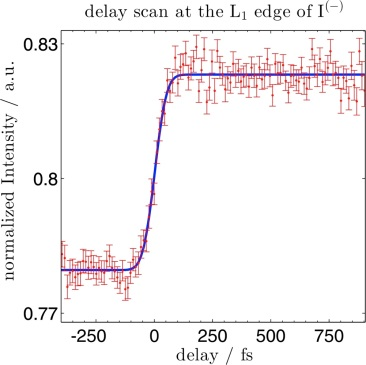 delay scan at the L₁ edge of I⁽⁻⁾
normalized Intensity / a.u.
0.83
0.8
0.77
-250 0 250 500 750
delay / fs